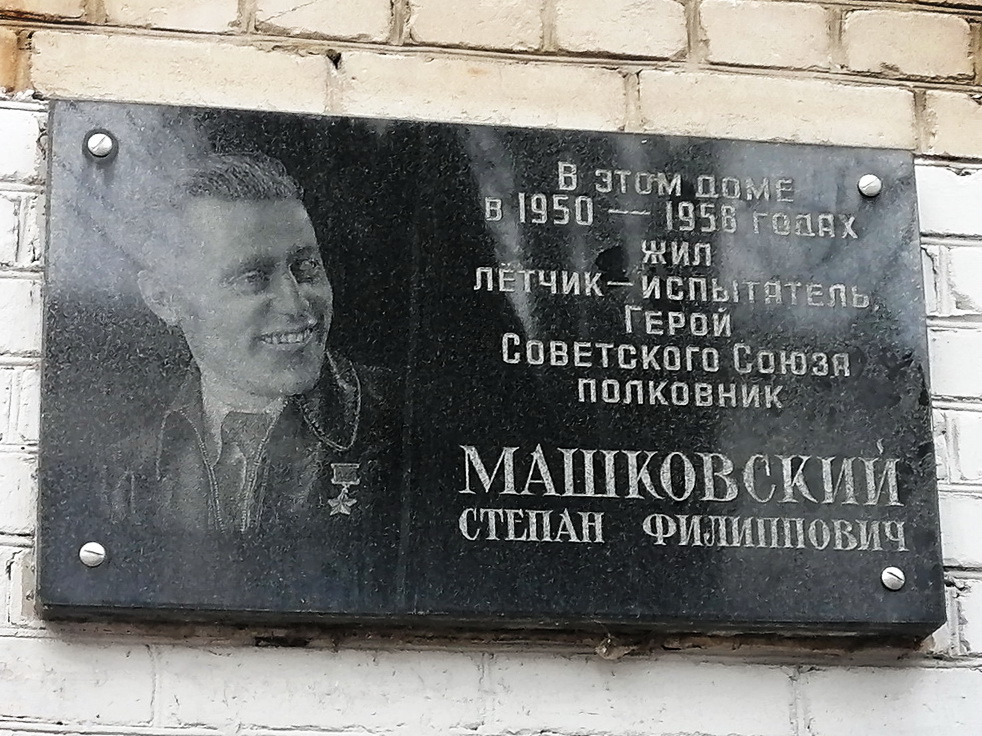 В этом доме
в 1950 — 1958 годах
жил
лётчик-испытатель,
Герой
Советского Союза
полковник
МАШКОВСКИЙ
СТЕПАН ФИЛИППОВИЧ